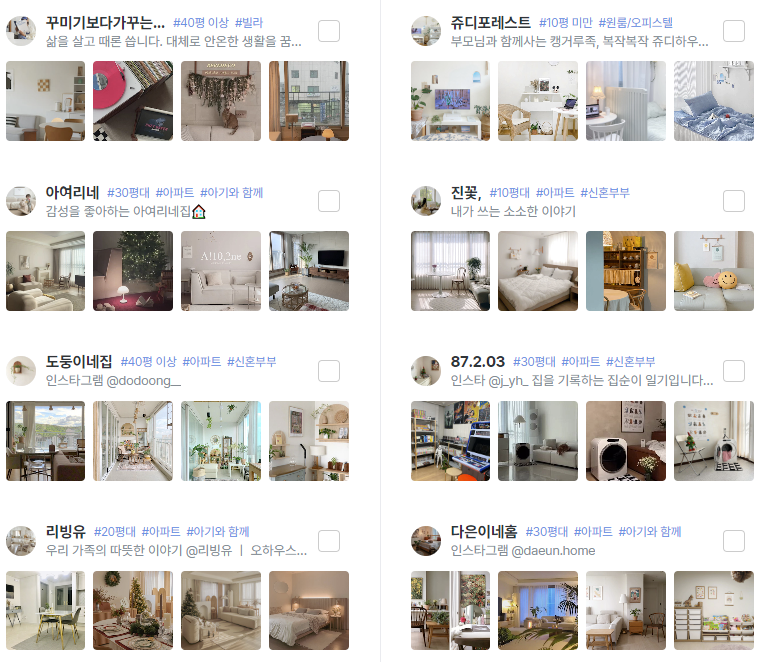 꾸미기보다가꾸는... #40평 이상 #빌라
삶을 살고 때론 씁니다. 대체로 안온한 생활을 꿈...
아여리네 #30평대 #아파트 #아기와 함께
감성을 좋아하는 아여리네집🏠
A!10,2ne
도둥이네집 #40평 이상 #아파트 #신혼부부
인스타그램 @dodoong__
리빙유 #20평대 #아파트 #아기와 함께
우리 가족의 따뜻한 이야기 @리빙유 ㅣ 오하우스...
쥬디포레스트 #10평 미만 #원룸/오피스텔
부모님과 함께사는 캥거루족, 복작복작 쥬디하우...
진꽃, #10평대 #아파트 #신혼부부
내가 쓰는 소소한 이야기
87.2.03 #30평대 #아파트 #신혼부부
인스타 @j_yh_ 집을 기록하는 집순이 일기입니다...
다은이네홈 #30평대 #아파트 #아기와 함께
인스타그램 @daeun.home